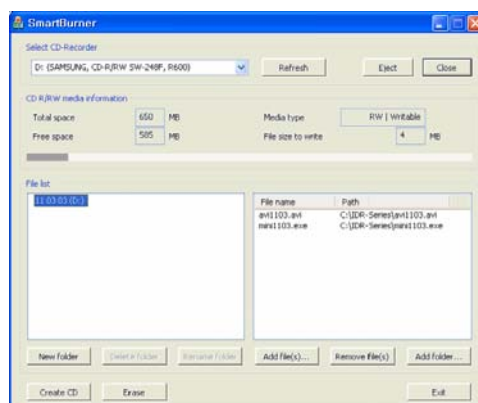 SmartBurner
Select CD-Recorder
D: (SAMSUNG, CD-R/RW SW-248F, R600)
Refresh
Eject
Close
CD R/RW media information
Total space 650 MB Media type RW | Writable
Free space 585 MB File size to write 4 MB
File list
11-03-03 (D:)
File name Path
avi1103.avi C:\IDR-Series\avi1103.avi
mini1103.exe C:\IDR-Series\mini1103.exe
New folder
Delete folder
Rename folder
Add file(s)...
Remove file(s)
Add folder...
Create CD
Erase
Exit